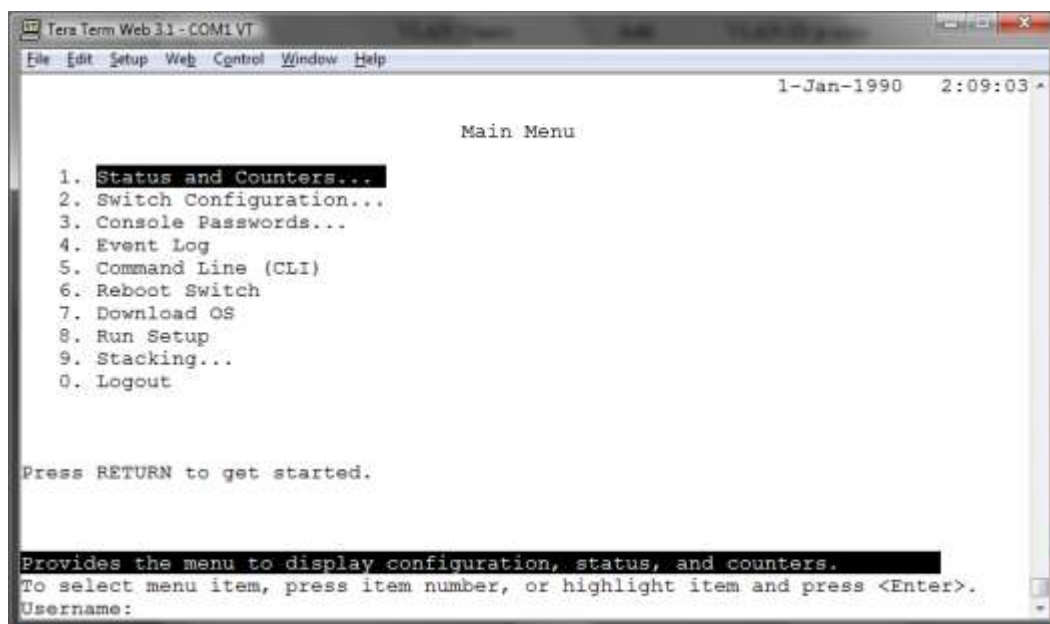 Tera Term Web 3.1 - COM1 VT
File Edit Setup Web Control Window Help
1-Jan-1990 2:09:03
Main Menu
1. Status and Counters...
2. Switch Configuration...
3. Console Passwords...
4. Event Log
5. Command Line (CLI)
6. Reboot Switch
7. Download OS
8. Run Setup
9. Stacking...
0. Logout
Press RETURN to get started.
Provides the menu to display configuration, status, and counters.
To select menu item, press item number, or highlight item and press <Enter>.
Username: